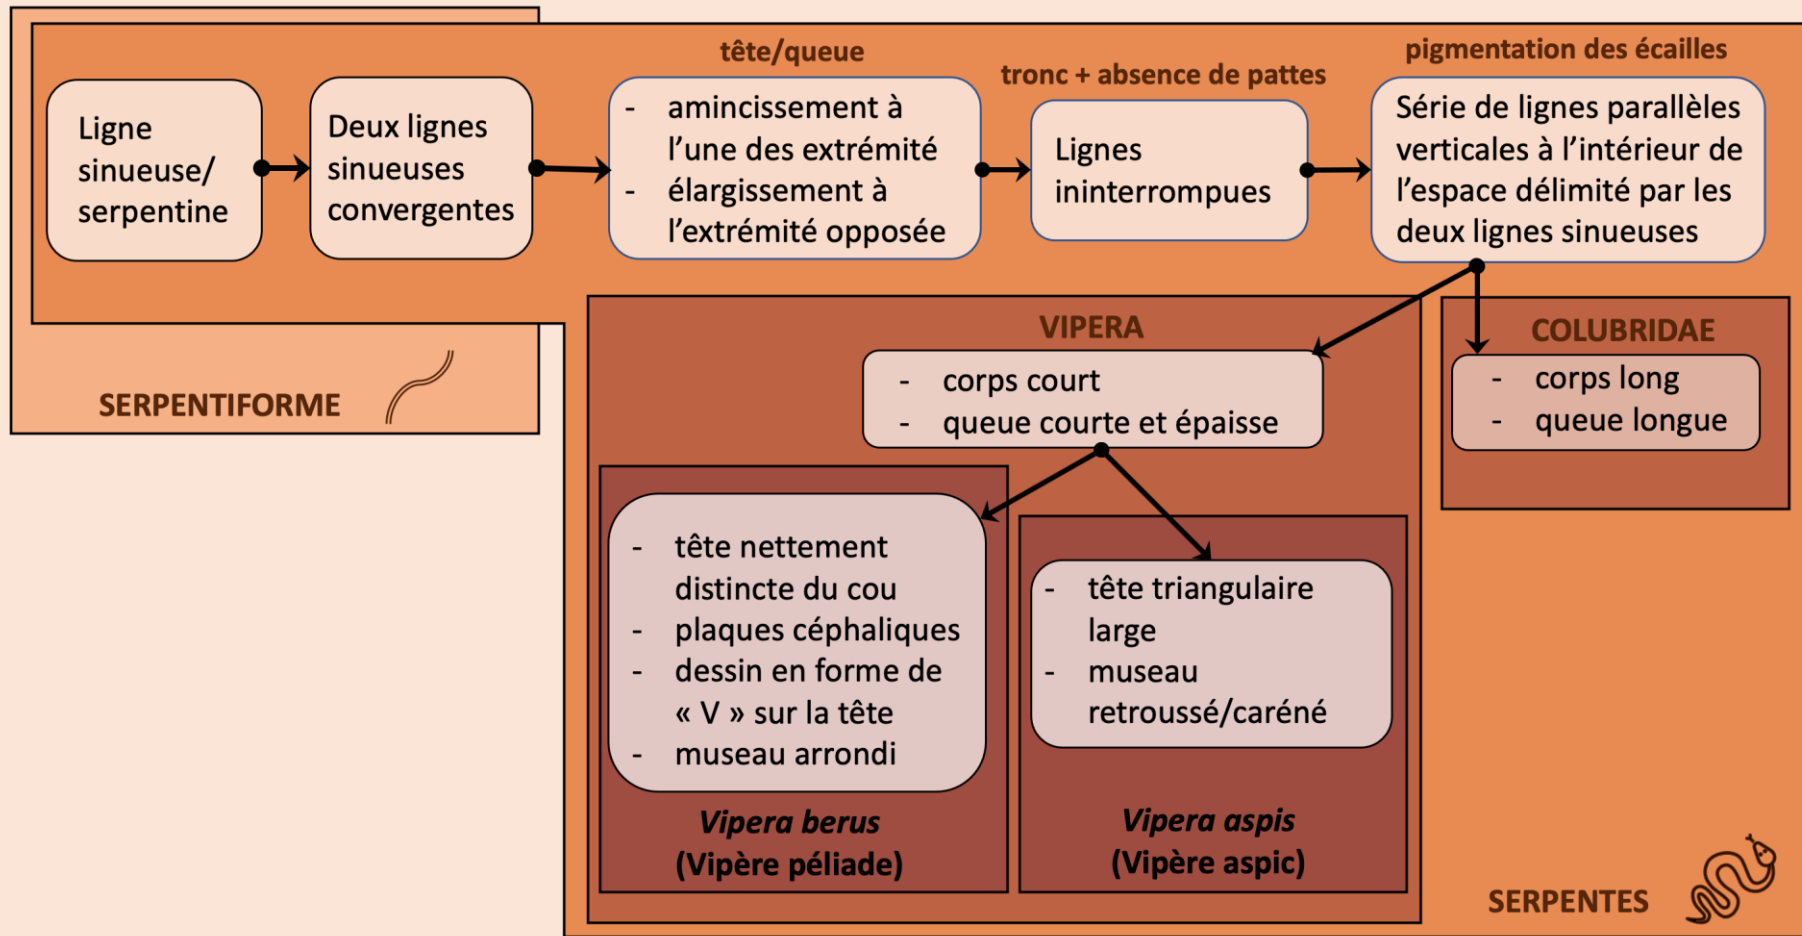 tête/queue
tronc + absence de pattes
pigmentation des écailles
Ligne
sinueuse/
serpentine
Deux lignes
sinueuses
convergentes
- amincissement à
l’une des extrémité
- élargissement à
l’extrémité opposée
Lignes
ininterrompues
Série de lignes parallèles
verticales à l’intérieur de
l’espace délimité par les
deux lignes sinueuses
SERPENTIFORME
VIPERA
- corps court
- queue courte et épaisse
COLUBRIDAE
- corps long
- queue longue
- tête nettement
distincte du cou
- plaques céphaliques
- dessin en forme de
« V » sur la tête
- museau arrondi
Vipera berus
(Vipère péliade)
- tête triangulaire
large
- museau
retroussé/caréné
Vipera aspis
(Vipère aspic)
SERPENTES